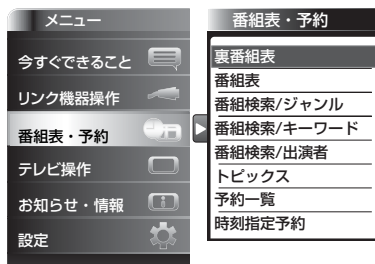 メニュー
今すぐできること
リンク機器操作
番組表・予約
テレビ操作
お知らせ・情報
設定
番組表・予約
裏番組表
番組表
番組検索/ジャンル
番組検索/キーワード
番組検索/出演者
トピックス
予約一覧
時刻指定予約